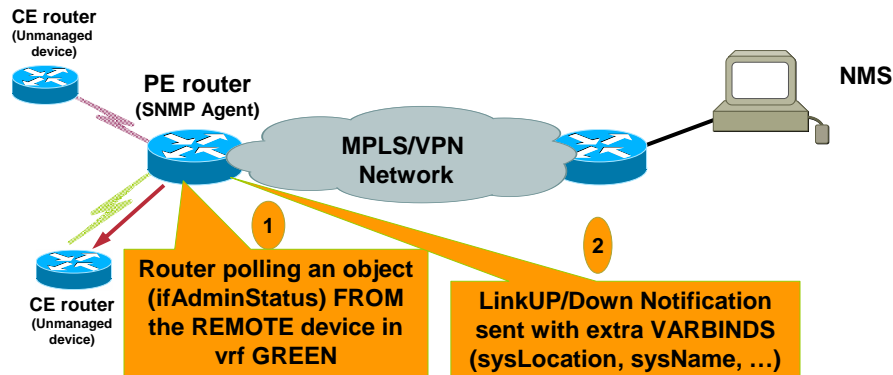 CE router
(Unmanaged
device)
PE router
(SNMP Agent)
NMS
MPLS/VPN
Network
1
2
Router polling an object
(ifAdminStatus) FROM
the REMOTE device in
vrf GREEN
LinkUP/Down Notification
sent with extra VARBINDS
(sysLocation, sysName, …)
CE router
(Unmanaged
device)